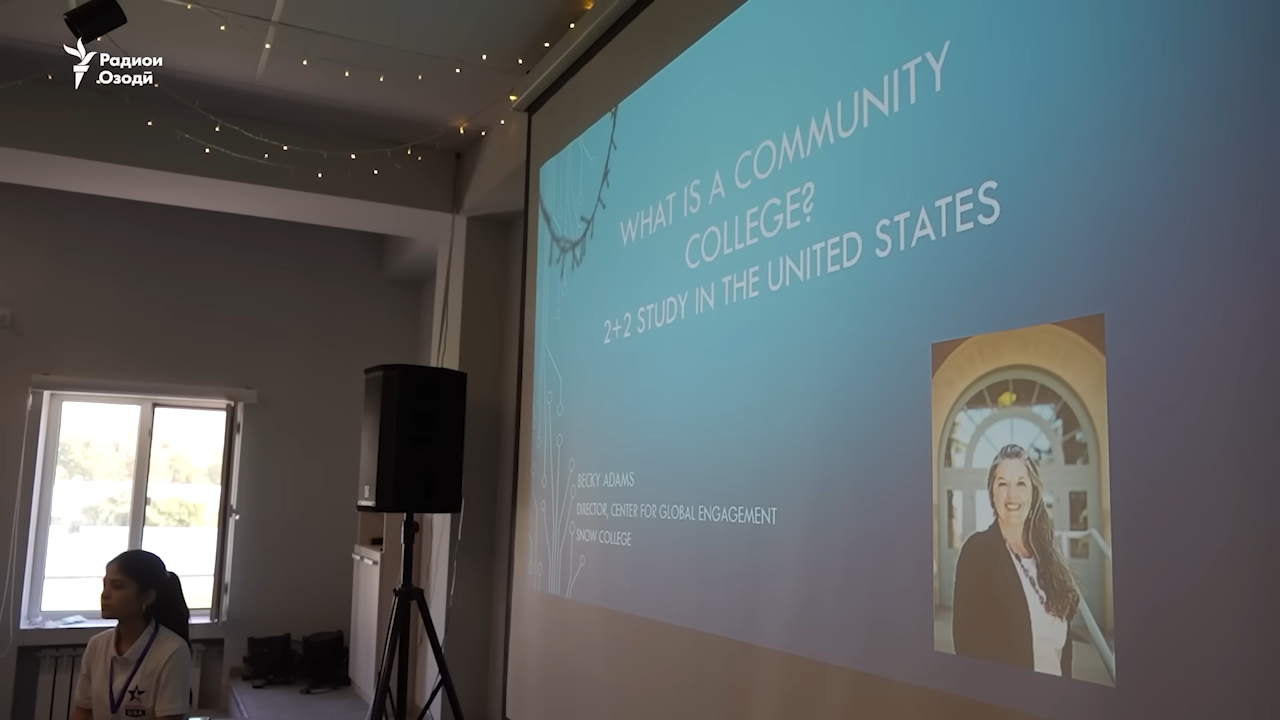 Радиои
Озодӣ
WHAT IS A COMMUNITY
COLLEGE?
2+2 STUDY IN THE UNITED STATES
BECKY ADAMS
DIRECTOR, CENTER FOR GLOBAL ENGAGEMENT
SNOW COLLEGE